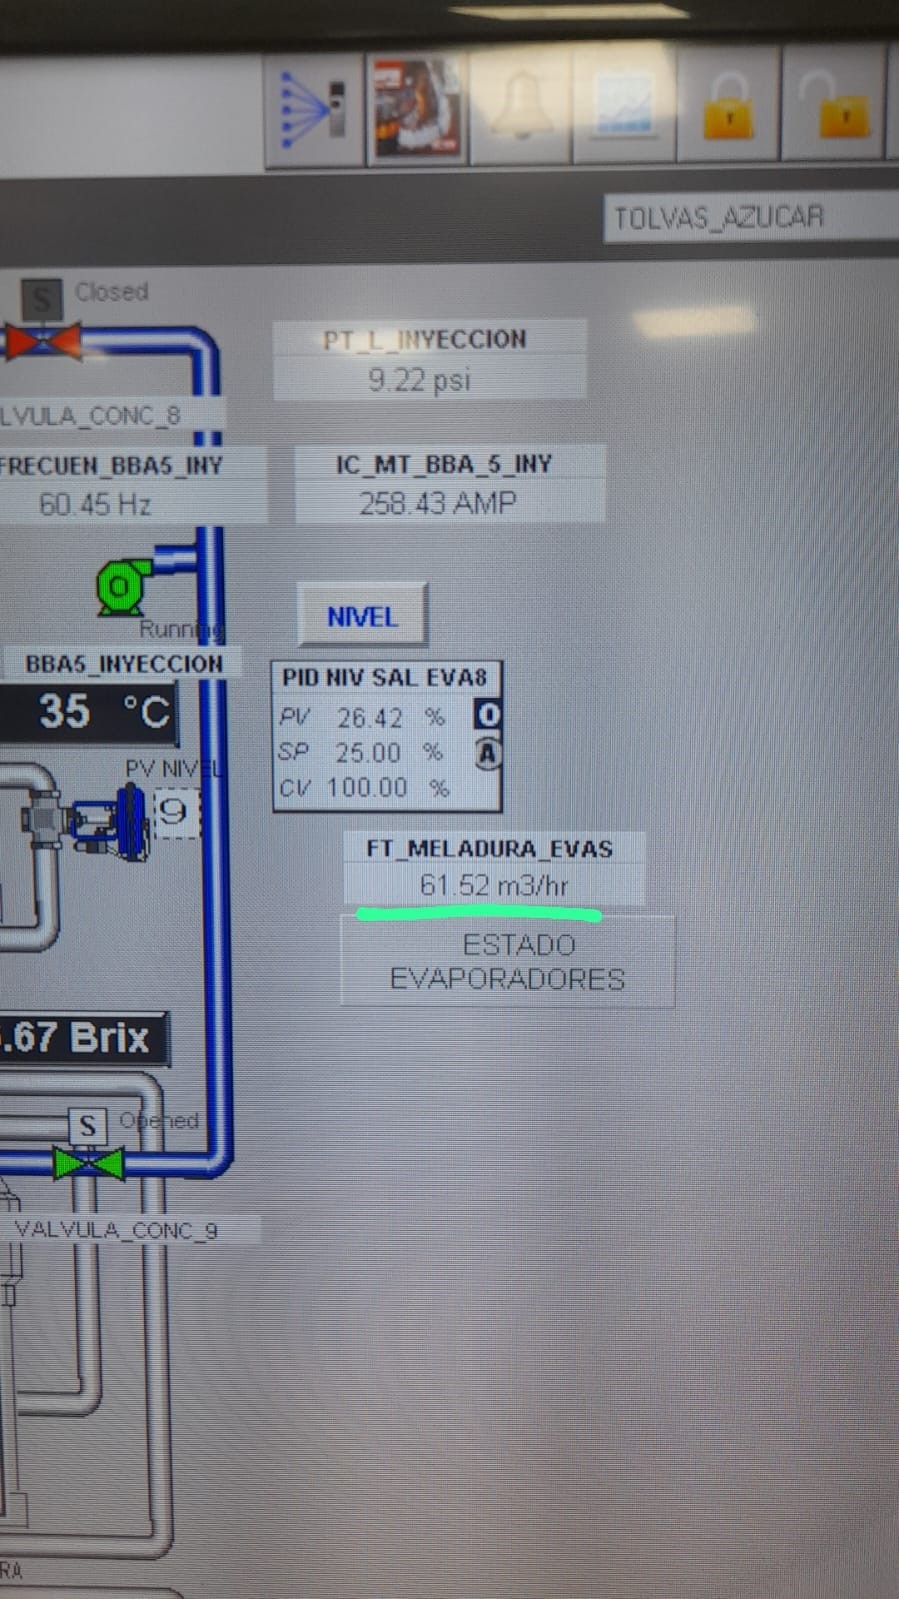 TOLVAS_AZUCAR
S Closed
PT_L_INYECCION
9.22 psi
LVULA_CONC_8
FRECUEN_BBA5_INY
60.45 Hz
IC_MT_BBA_5_INY
258.43 AMP
Running
NIVEL
BBA5_INYECCION
35 °C
PID NIV SAL EVA8
PV 26.42 % O
SP 25.00 % A
CV 100.00 %
PV NIVEL
9
FT_MELADURA_EVAS
61.52 m3/hr
ESTADO
EVAPORADORES
.67 Brix
S Opened
VALVULA_CONC_9
RA